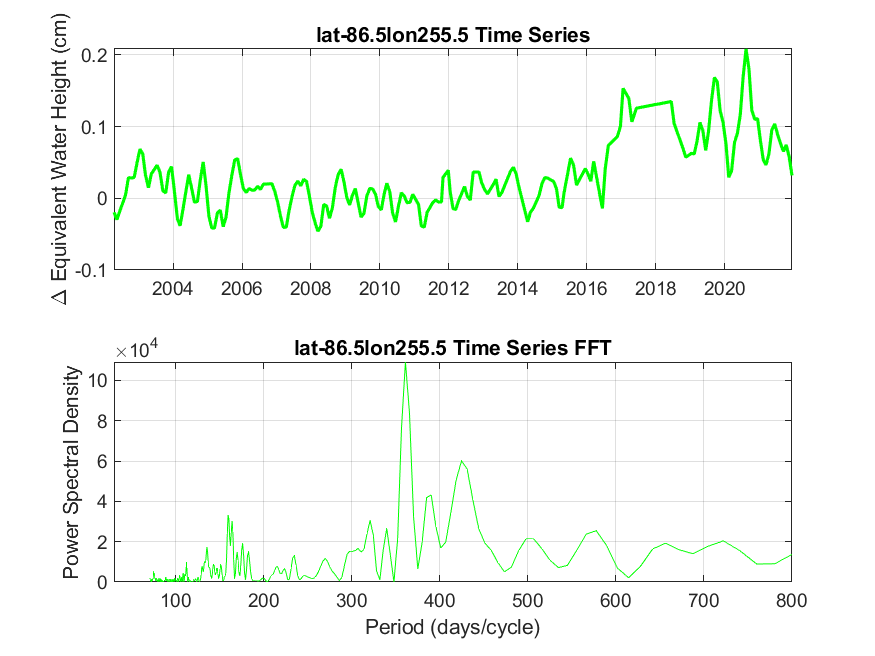 lat-86.5lon255.5 Time Series
Δ Equivalent Water Height (cm)
0.2
0.1
0
-0.1
2004 2006 2008 2010 2012 2014 2016 2018 2020
lat-86.5lon255.5 Time Series FFT
×10⁴
Power Spectral Density
10
8
6
4
2
0
100 200 300 400 500 600 700 800
Period (days/cycle)